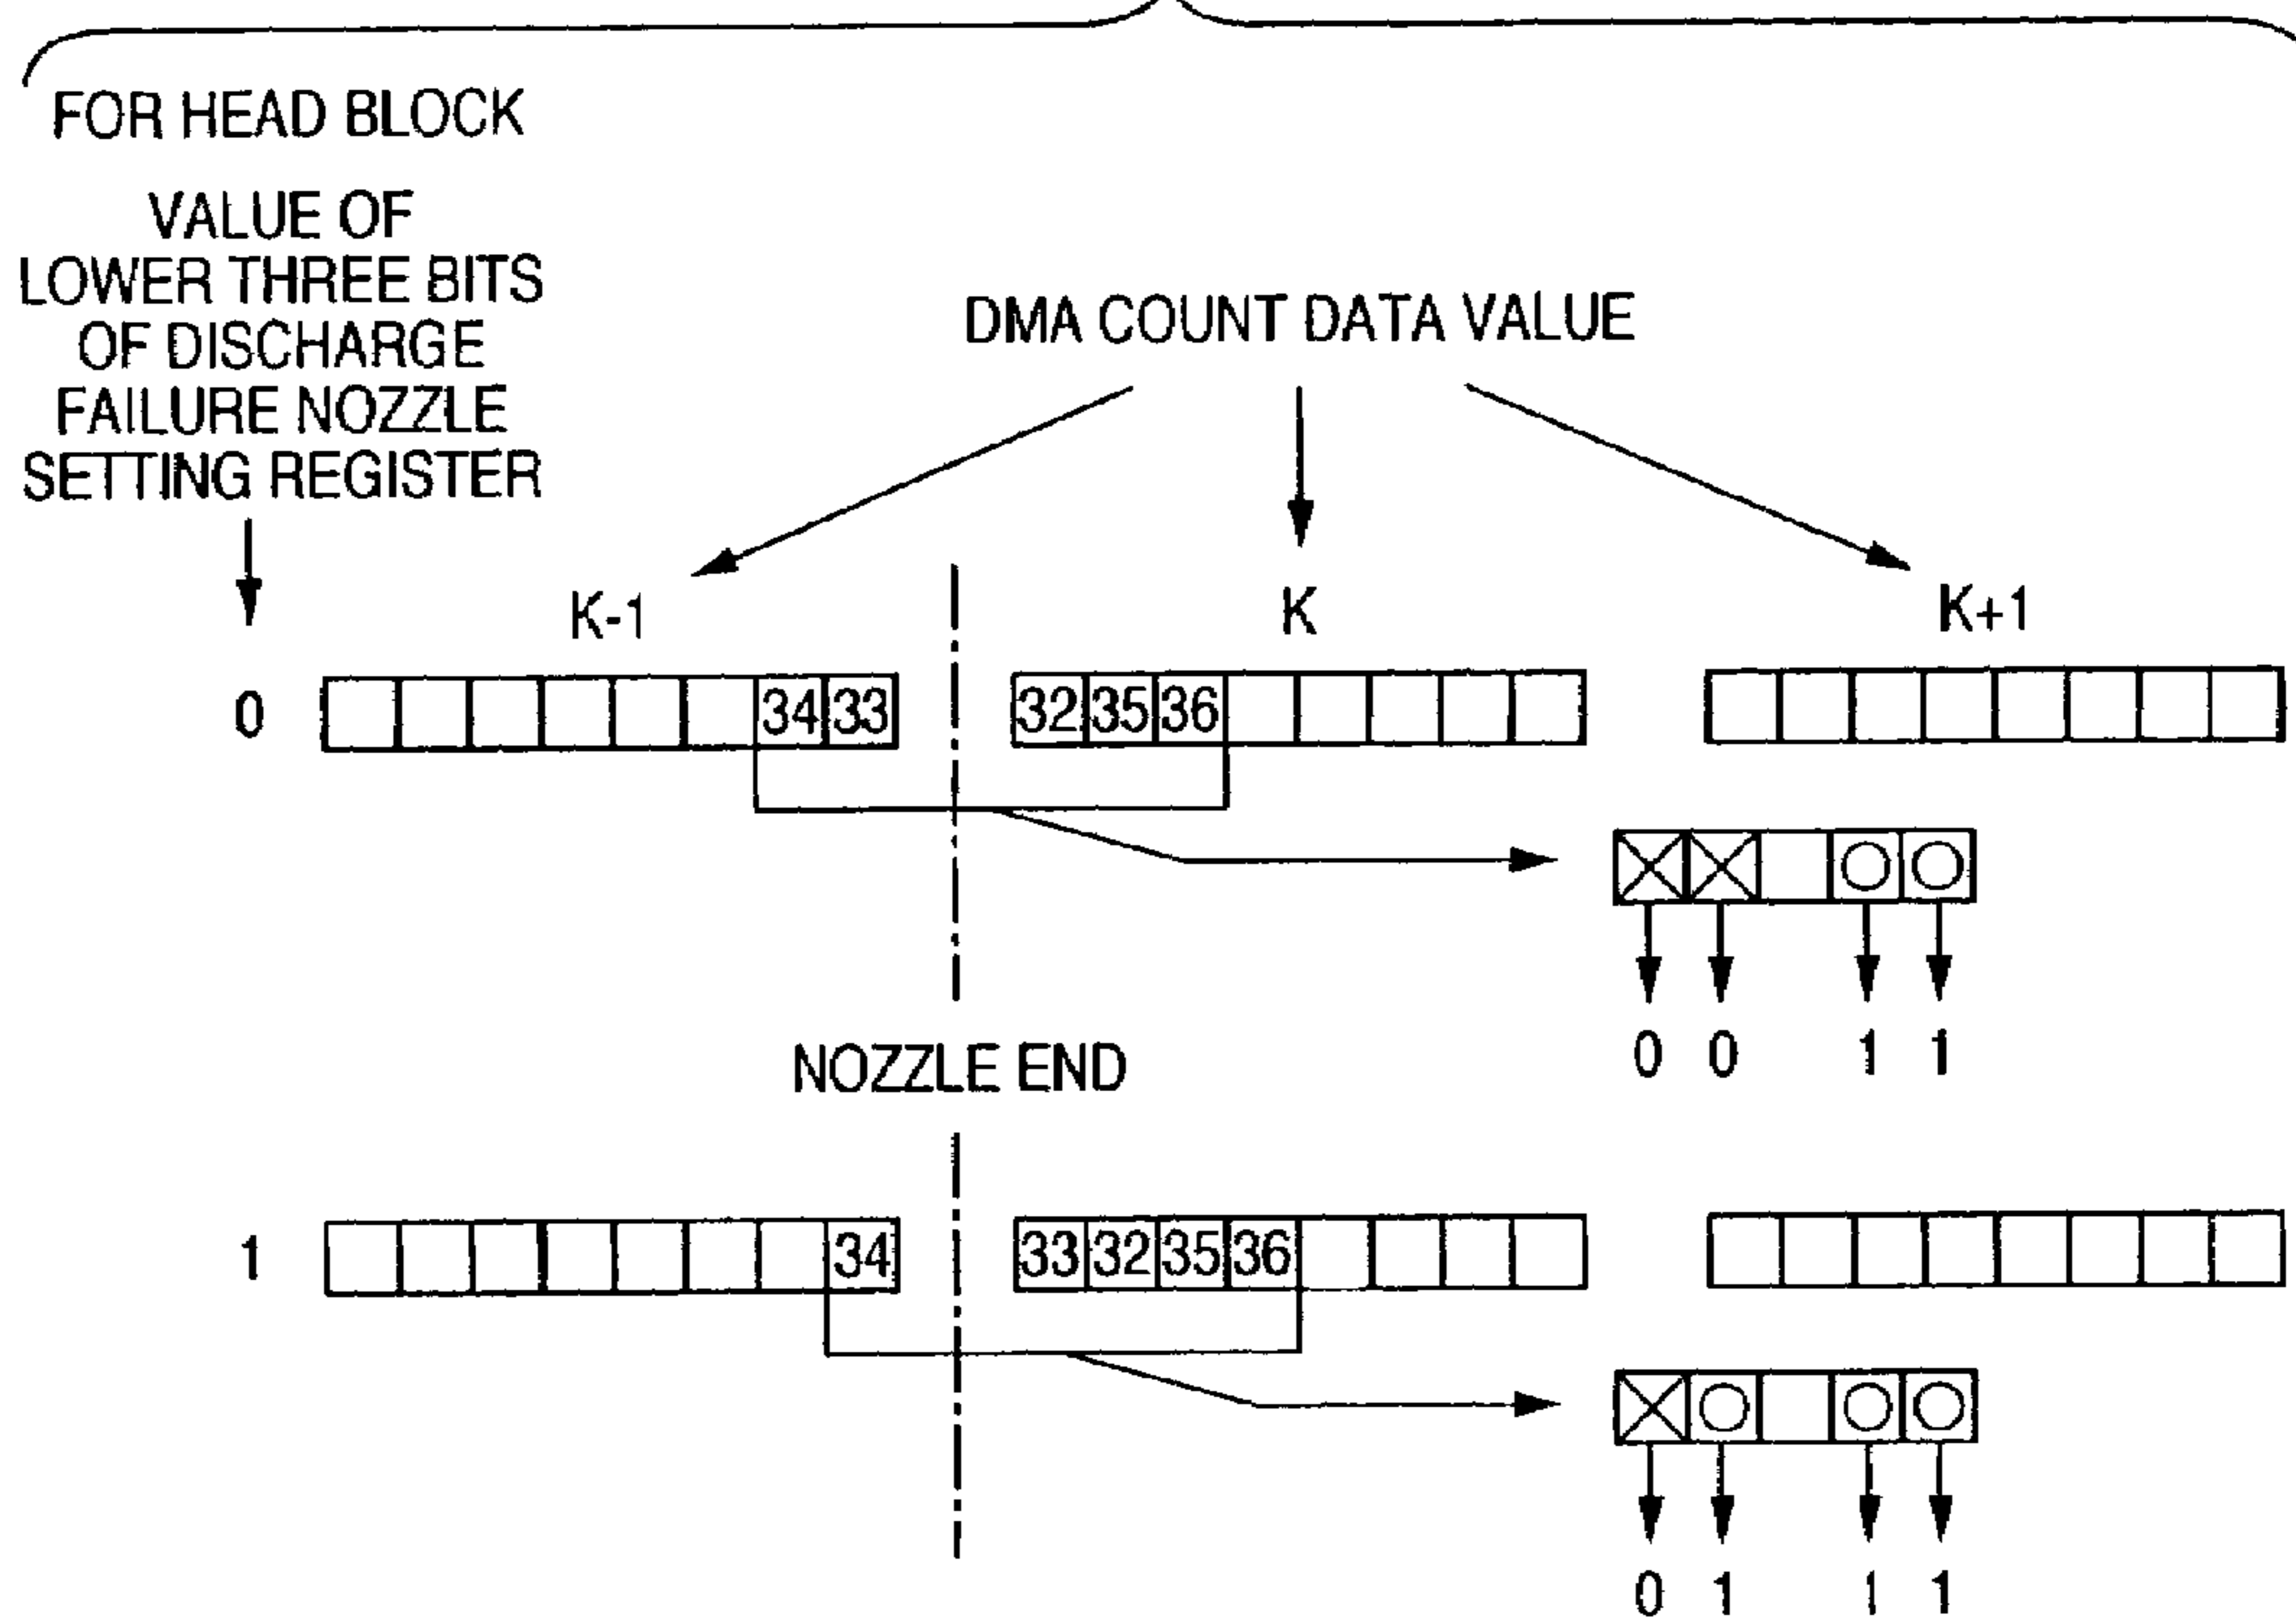 FOR HEAD BLOCK
VALUE OF
LOWER THREE BITS
OF DISCHARGE
FAILURE NOZZLE
SETTING REGISTER
DMA COUNT DATA VALUE
K-1
K
K+1
0
34 33
32 35 36
0 0 1 1
NOZZLE END
1
34
33 32 35 36
0 1 1 1